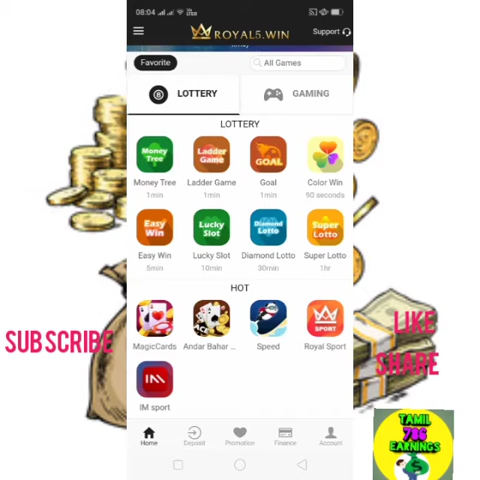 08:04
ROYAL5.WIN
Support
Favorite
All Games
LOTTERY
GAMING
LOTTERY
Money Tree
Ladder Game
GOAL
Money Tree
Ladder Game
Goal
Color Win
1min
1min
1min
90 seconds
Easy Win
Lucky Slot
Diamond Lotto
Super Lotto
Easy Win
Lucky Slot
Diamond Lotto
Super Lotto
5min
10min
30min
1hr
HOT
ACE
SPORT
MagicCards
Andar Bahar ...
Speed
Royal Sport
IM
IM sport
SUBSCRIBE
LIKE
SHARE
TAMIL
786
EARNINGS
$
Home
Deposit
Promotion
Finance
Account